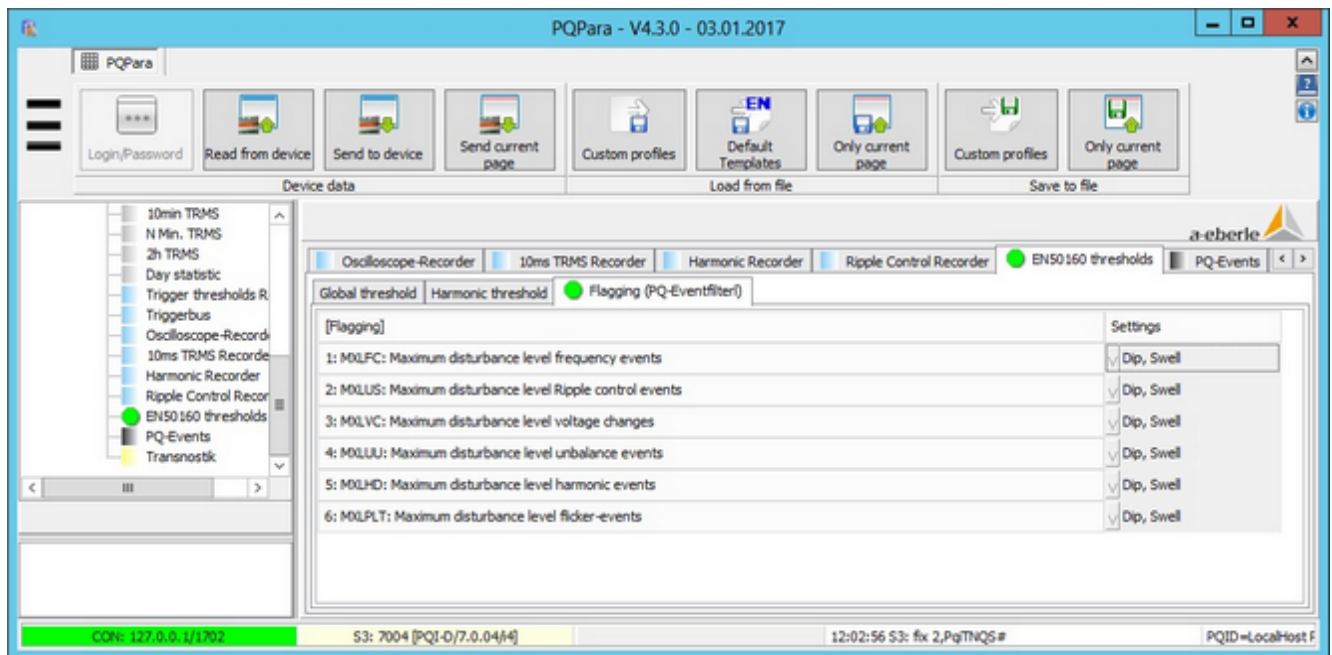 PQPara - V4.3.0 - 03.01.2017
PQPara
Login/Password
Read from device
Send to device
Send current page
Custom profiles
Default Templates
Only current page
Custom profiles
Only current page
Device data
Load from file
Save to file
10min TRMS
N Min. TRMS
2h TRMS
Day statistic
Trigger thresholds R
Triggerbus
Oscilloscope-Record
10ms TRMS Recorde
Harmonic Recorder
Ripple Control Recor
EN50160 thresholds
PQ-Events
Transnostik
a-eberle
Oscilloscope-Recorder 10ms TRMS Recorder Harmonic Recorder Ripple Control Recorder EN50160 thresholds PQ-Events
Global threshold Harmonic threshold Flagging (PQ-Eventfilterl)
[Flagging] Settings
1: MXLFC: Maximum disturbance level frequency events Dip, Swell
2: MXLUS: Maximum disturbance level Ripple control events Dip, Swell
3: MXLVC: Maximum disturbance level voltage changes Dip, Swell
4: MXLUU: Maximum disturbance level unbalance events Dip, Swell
5: MXLHD: Maximum disturbance level harmonic events Dip, Swell
6: MXLPLT: Maximum disturbance level flicker-events Dip, Swell
CON: 127.0.0.1/1702 S3: 7004 [PQI-D/7.0.04/i4] 12:02:56 S3: fix 2,PqiTNQS# PQID=LocalHost P